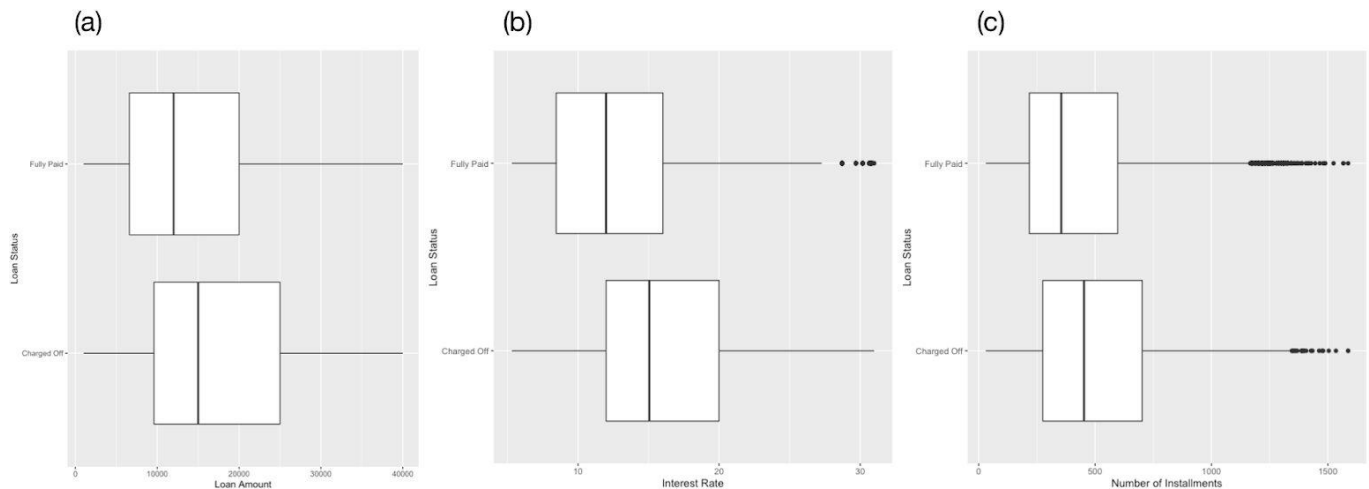 (a)
Loan Status
Fully Paid
Charged Off
0 10000 20000 30000 40000
Loan Amount
(b)
Loan Status
Fully Paid
Charged Off
10 20 30
Interest Rate
(c)
Loan Status
Fully Paid
Charged Off
0 500 1000 1500
Number of Installments